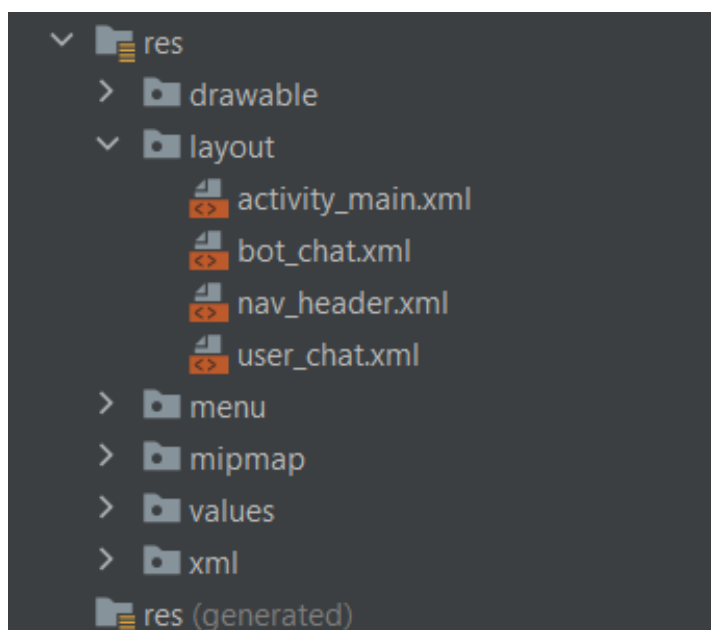 res
drawable
layout
activity_main.xml
bot_chat.xml
nav_header.xml
user_chat.xml
menu
mipmap
values
xml
res (generated)